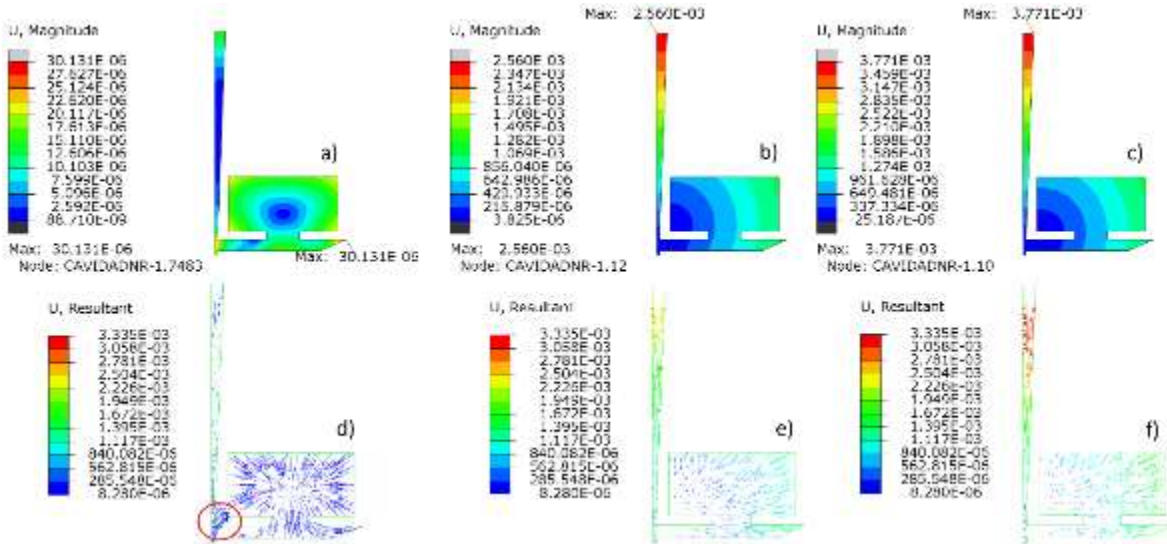 Max: 2.560E-03
Max: 3.771E-03
U, Magnitude
30.131E-06
27.627E-06
25.124E-06
22.620E-06
20.117E-06
17.613E-06
15.110E-06
12.606E-06
10.103E-06
7.599E-06
5.096E-06
2.592E-06
88.710E-09
Max: 30.131E-06
Node: CAVIDADNR-1.7483
a)
Max: 30.131E-06
U, Magnitude
2.560E-03
2.347E-03
2.134E-03
1.921E-03
1.708E-03
1.495E-03
1.282E-03
1.069E-03
856.040E-06
642.986E-06
429.933E-06
216.879E-06
3.825E-06
Max: 2.560E-03
Node: CAVIDADNR-1.12
b)
U, Magnitude
3.771E-03
3.459E-03
3.147E-03
2.835E-03
2.522E-03
2.210E-03
1.898E-03
1.586E-03
1.274E-03
961.628E-06
649.481E-06
337.334E-06
25.187E-06
Max: 3.771E-03
Node: CAVIDADNR-1.10
c)
U, Resultant
3.335E-03
3.058E-03
2.781E-03
2.504E-03
2.226E-03
1.949E-03
1.672E-03
1.395E-03
1.117E-03
840.082E-06
562.815E-06
285.548E-06
8.280E-06
d)
U, Resultant
3.335E-03
3.058E-03
2.781E-03
2.504E-03
2.226E-03
1.949E-03
1.672E-03
1.395E-03
1.117E-03
840.082E-06
562.815E-06
285.548E-06
8.280E-06
e)
U, Resultant
3.335E-03
3.058E-03
2.781E-03
2.504E-03
2.226E-03
1.949E-03
1.672E-03
1.395E-03
1.117E-03
840.082E-06
562.815E-06
285.548E-06
8.280E-06
f)